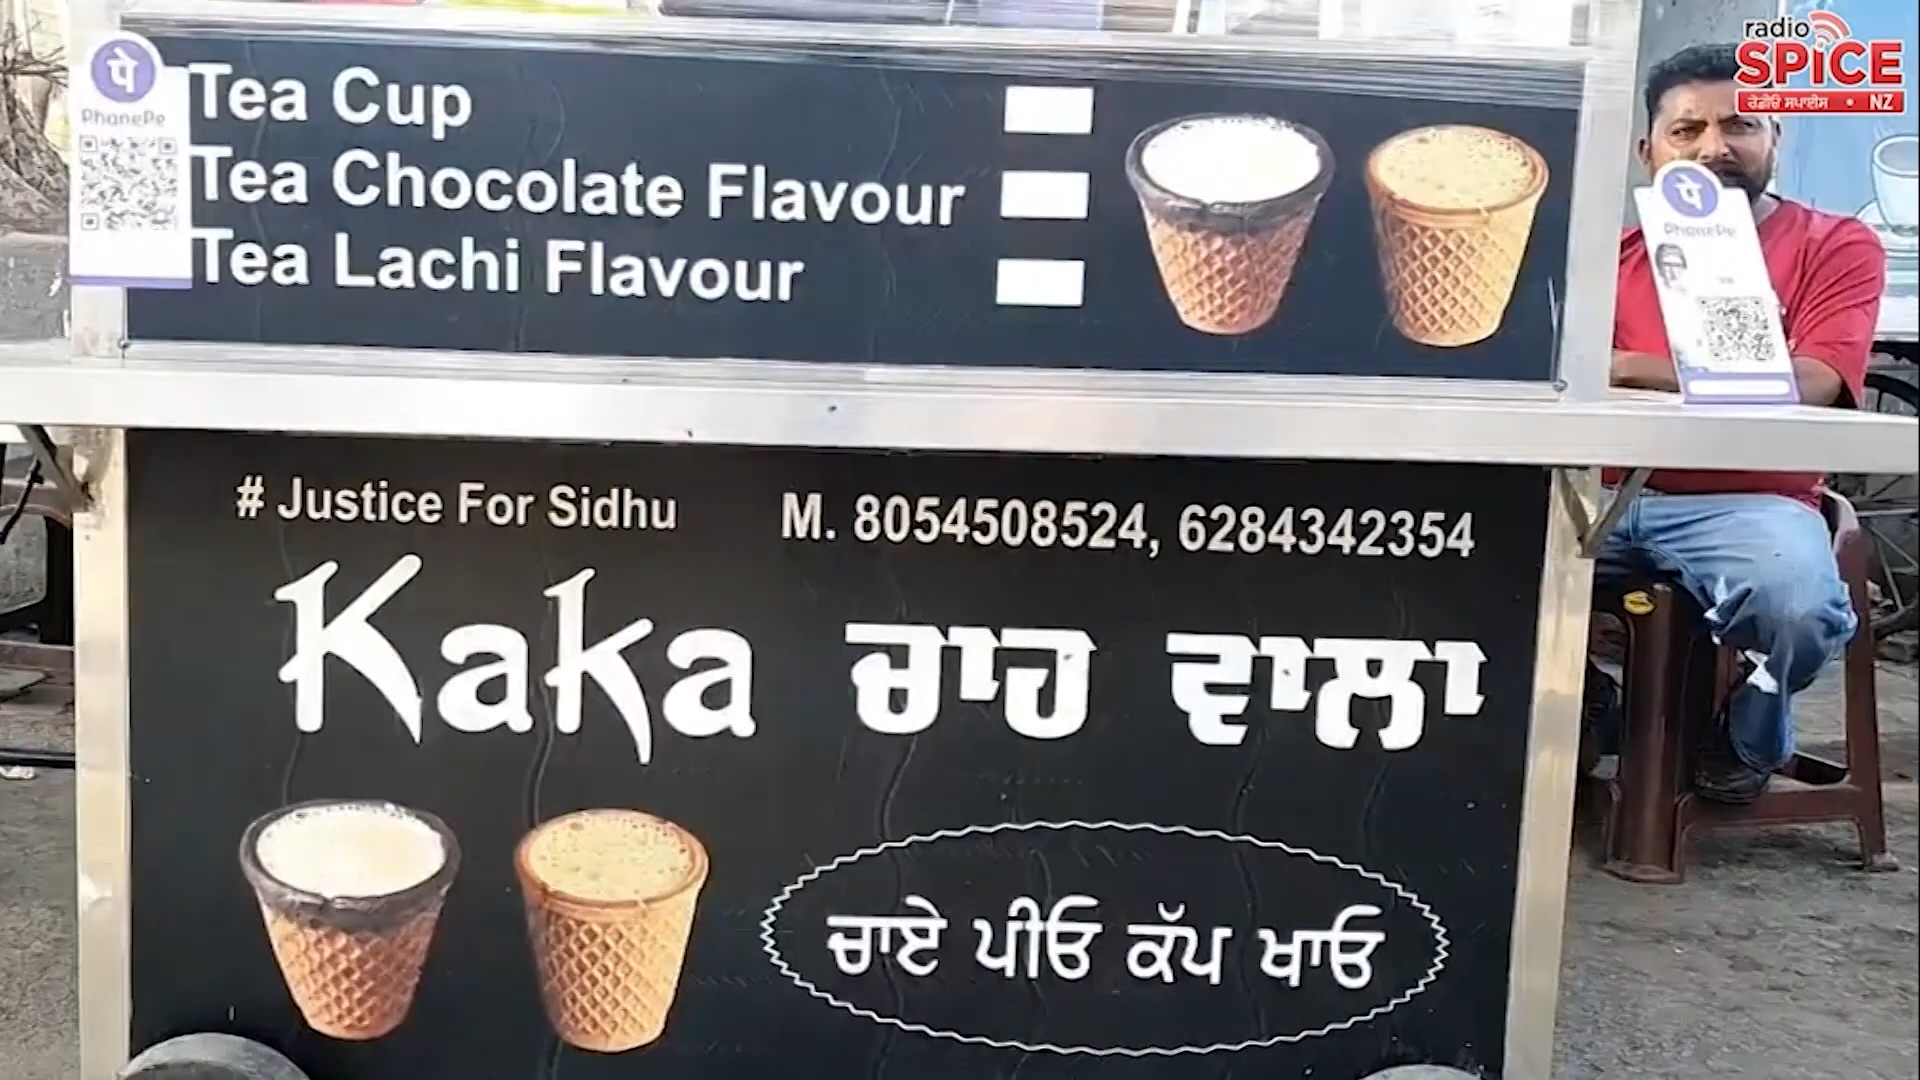 radio
SPICE
ਰੇਡੀਓ ਸਪਾਈਸ • NZ
पे
PhonePe
Tea Cup
Tea Chocolate Flavour
Tea Lachi Flavour
पे
PhonePe
# Justice For Sidhu M. 8054508524, 6284342354
Kaka ਚਾਹ ਵਾਲਾ
ਚਾਏ ਪੀਓ ਕੱਪ ਖਾਓ